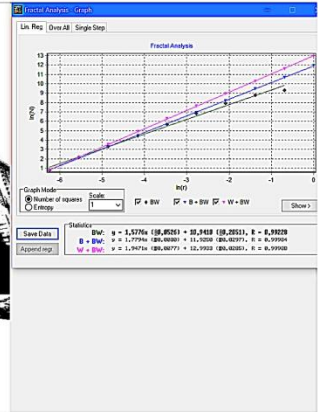 Fractal Analysis - Graph
Lin. Reg. Over All Single Step
Fractal Analysis
ln(N)
13
12
11
10
9
8
7
6
5
4
3
2
1
-6 -5 -4 -3 -2 -1 0
ln(r)
Graph Mode
Number of squares
Entropy
Scale:
1
+ BW
+ B + BW
+ W + BW
Show >
Save Data
Append regr.
Statistics
BW: y = 1,5776x
B + BW:
W + BW: